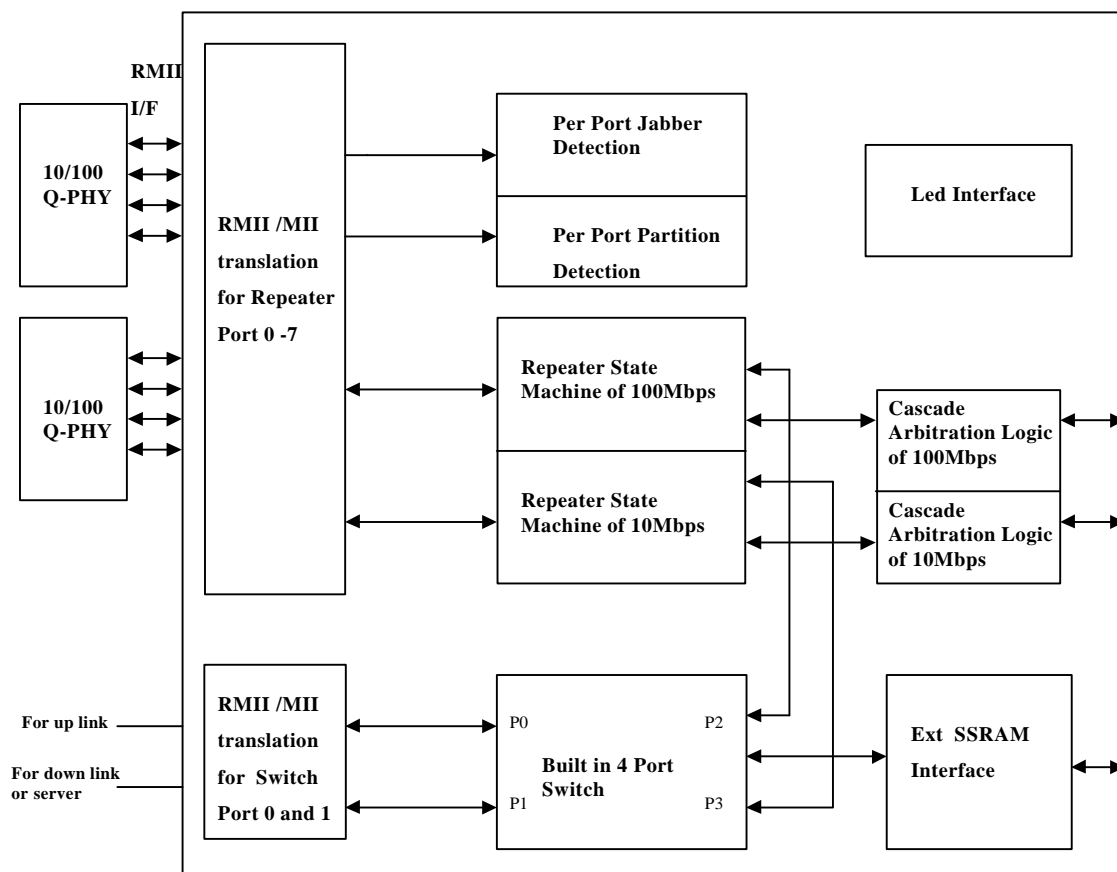 RMII
I/F
10/100
Q-PHY
10/100
Q-PHY
RMII /MII
translation
for Repeater
Port 0 -7
Per Port Jabber
Detection
Per Port Partition
Detection
Led Interface
Repeater State
Machine of 100Mbps
Repeater State
Machine of 10Mbps
Cascade
Arbitration Logic
of 100Mbps
Cascade
Arbitration Logic
of 10Mbps
For up link
For down link
or server
RMII /MII
translation
for Switch
Port 0 and 1
P0
P2
Built in 4 Port
Switch
P1
P3
Ext SSRAM
Interface